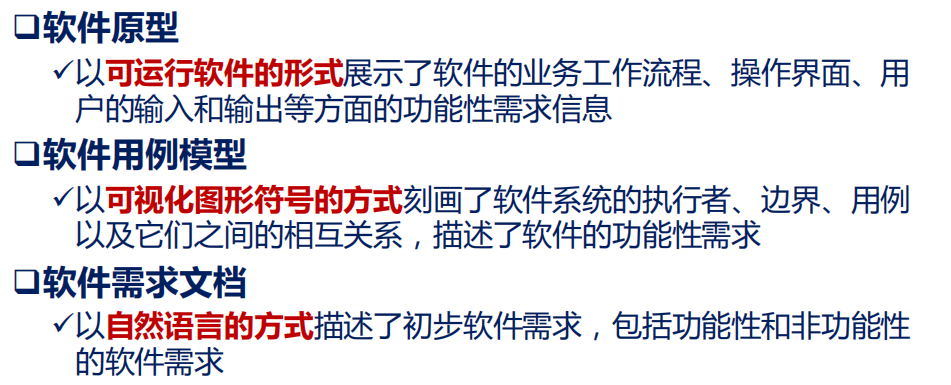 ❑软件原型
✓以可运行软件的形式展示了软件的业务工作流程、操作界面、用
户的输入和输出等方面的功能性需求信息
❑软件用例模型
✓以可视化图形符号的方式刻画了软件系统的执行者、边界、用例
以及它们之间的相互关系，描述了软件的功能性需求
❑软件需求文档
✓以自然语言的方式描述了初步软件需求，包括功能性和非功能性
的软件需求